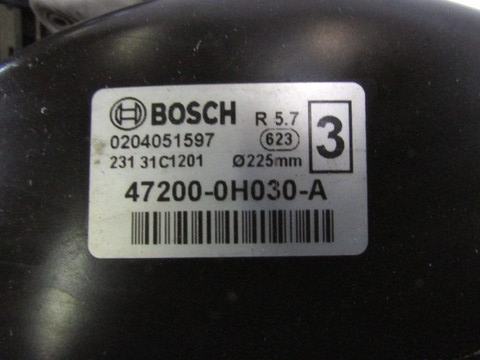 BOSCH R 5.7 3
0204051597 623
231 31C1201 Ø225mm
47200-0H030-A